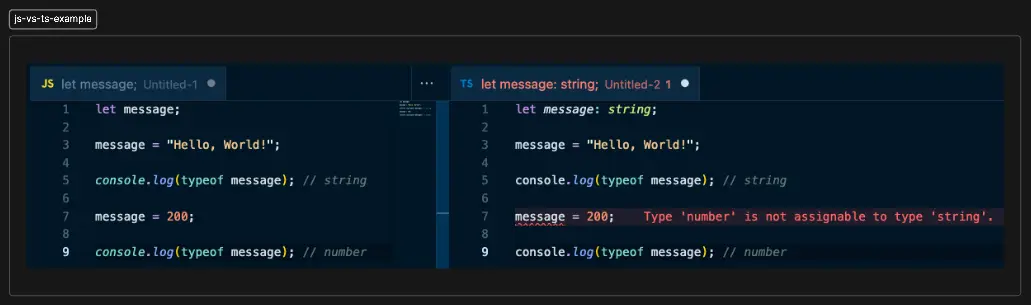 js-vs-ts-example
JS let message; Untitled-1 ● ···
1 let message;
2
3 message = "Hello, World!";
4
5 console.log(typeof message); // string
6
7 message = 200;
8
9 console.log(typeof message); // number
TS let message: string; Untitled-2 1 ●
1 let message: string;
2
3 message = "Hello, World!";
4
5 console.log(typeof message); // string
6
7 message = 200; Type 'number' is not assignable to type 'string'.
8
9 console.log(typeof message); // number